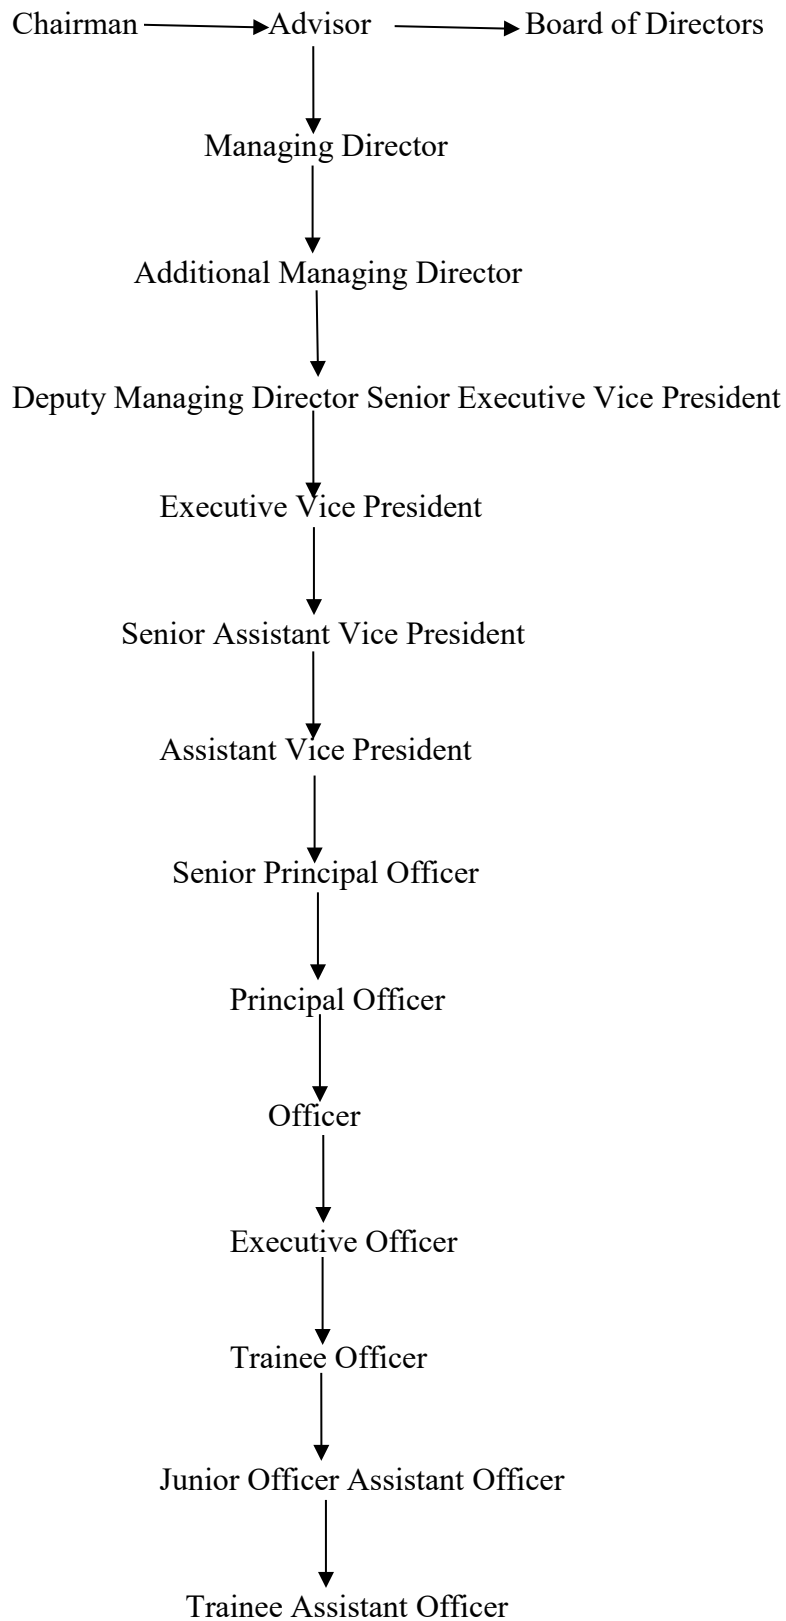 Chairman Advisor Board of Directors
Managing Director
Additional Managing Director
Deputy Managing Director Senior Executive Vice President
Executive Vice President
Senior Assistant Vice President
Assistant Vice President
Senior Principal Officer
Principal Officer
Officer
Executive Officer
Trainee Officer
Junior Officer Assistant Officer
Trainee Assistant Officer